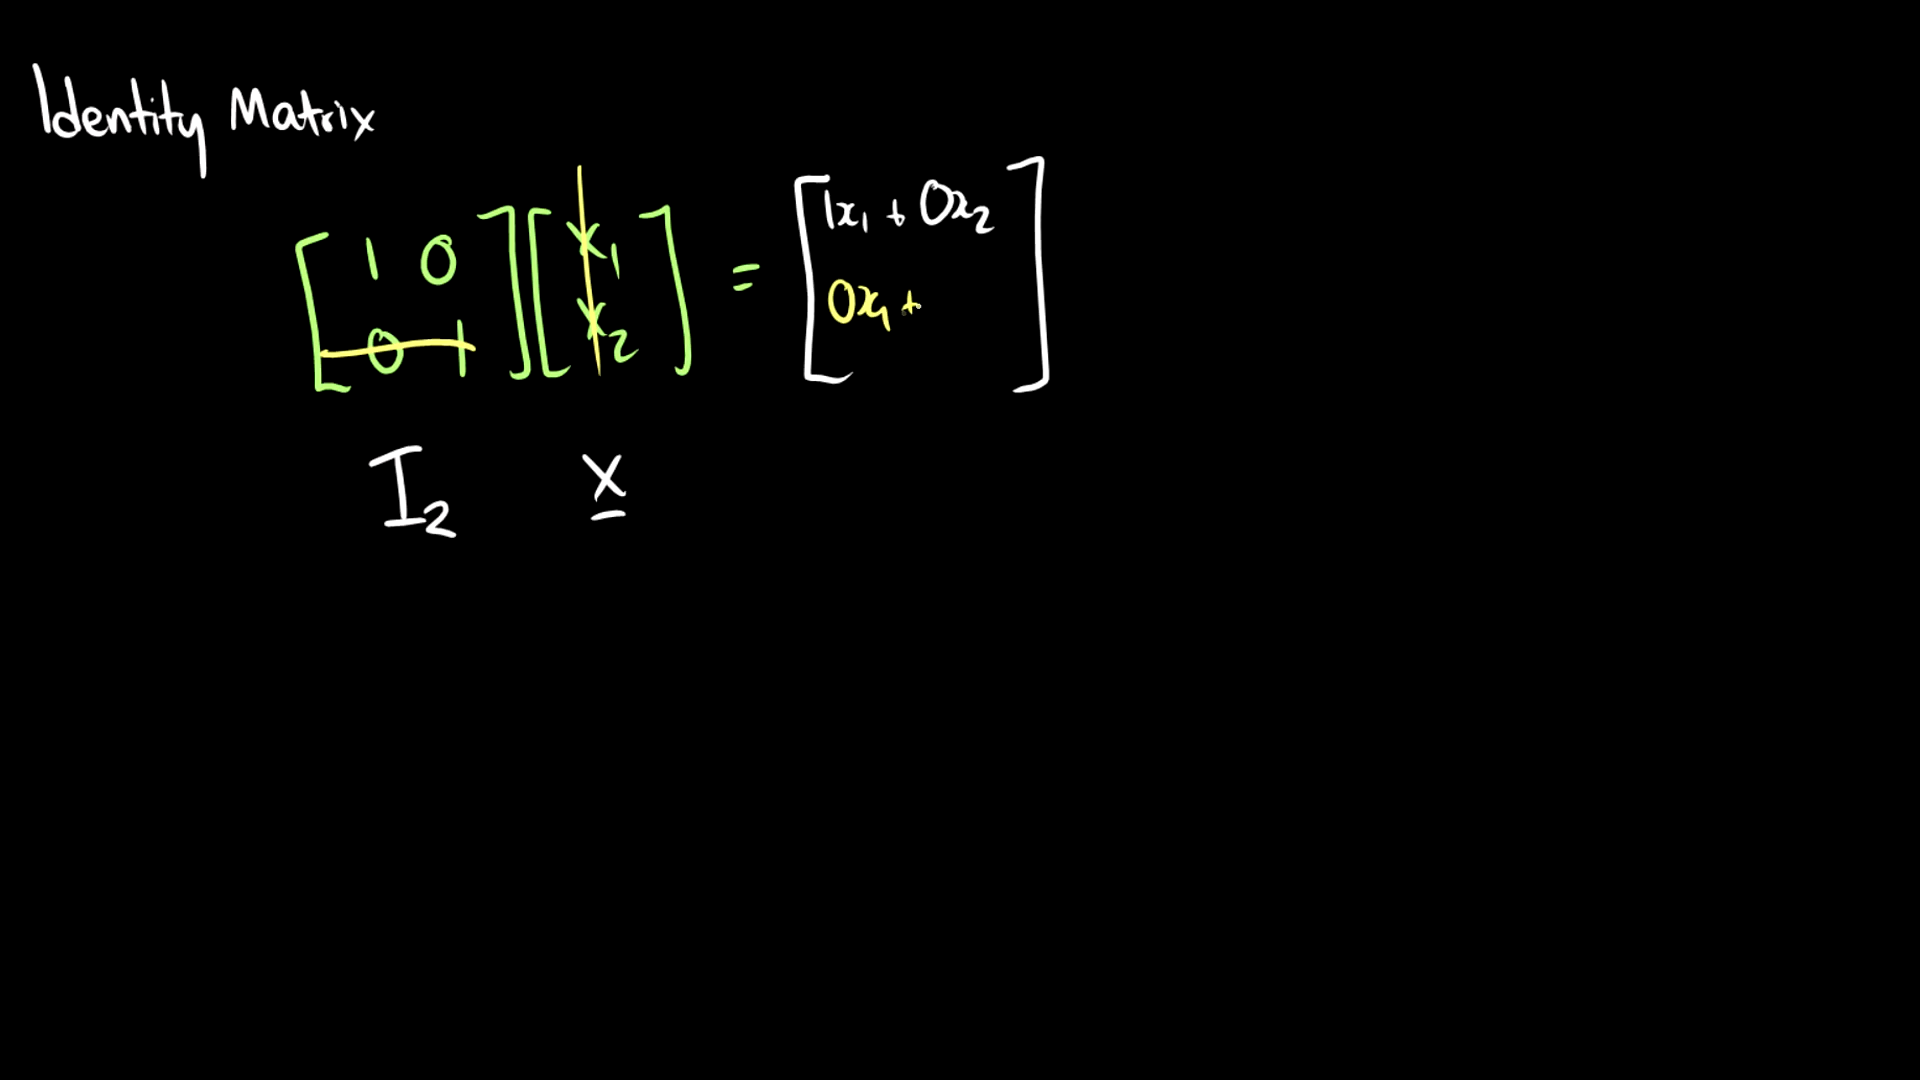 Identity Matrix
[1 0] [x₁] = [1x₁ + 0x₂]
[0 1] [x₂] [0x₁ +]
I₂ x